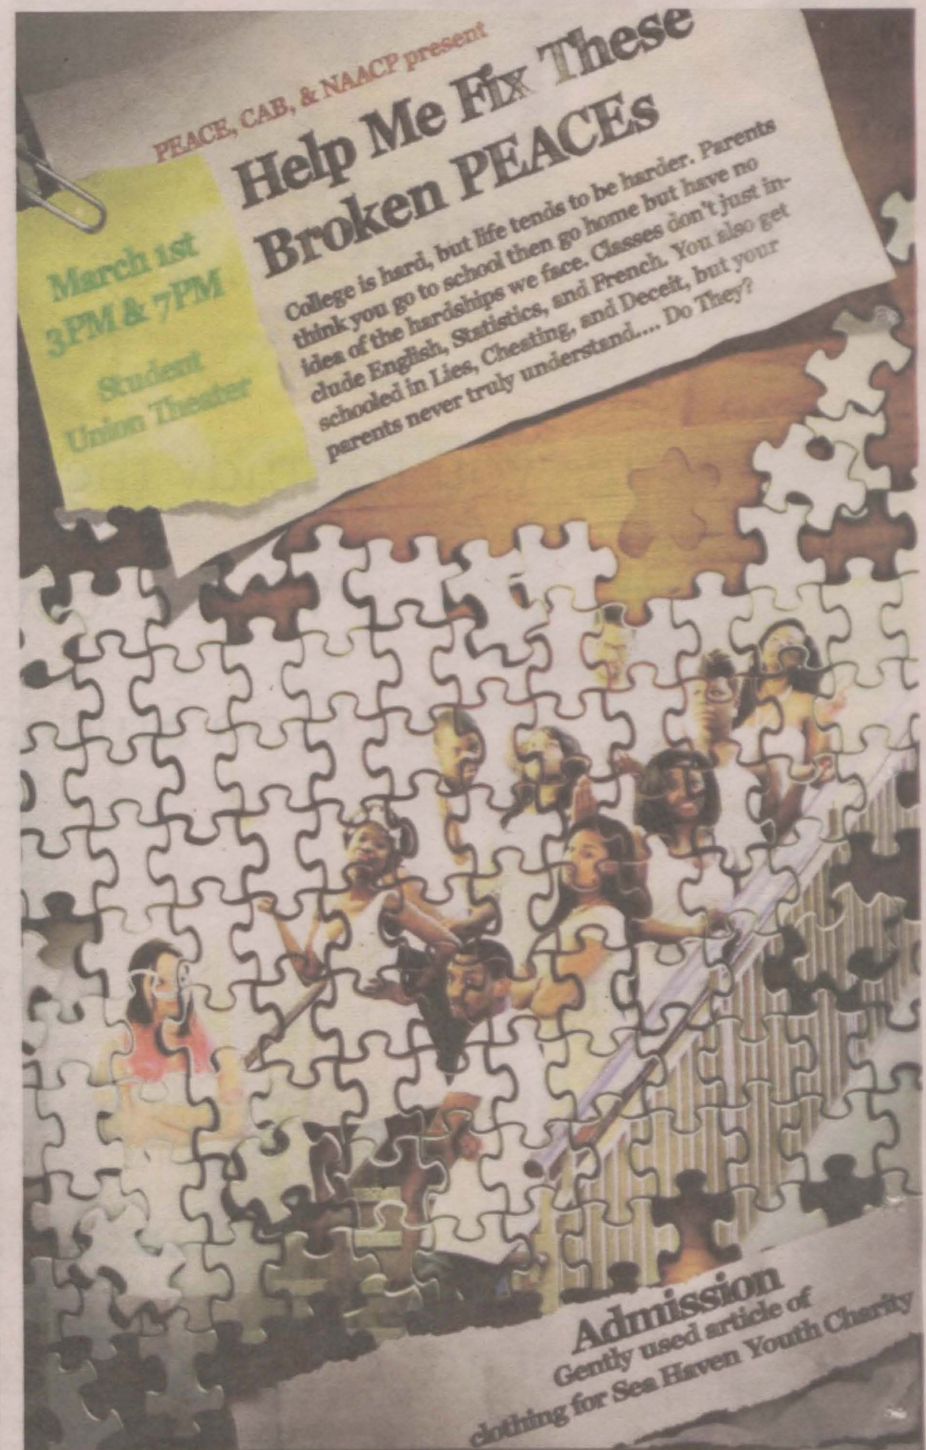 PEACE, CAB, & NAACP present
Help Me Fix These
Broken PEACEs
College is hard, but life tends to be harder. Parents
think you go to school then go home but have no
idea of the hardships we face. Classes don't just in-
clude English, Statistics, and French. You also get
schooled in Lies, Cheating, and Deceit, but your
parents never truly understand.... Do They?
March 1st
3PM & 7PM
Student
Union Theater
Admission
Gently used article of
clothing for Sea Haven Youth Charity